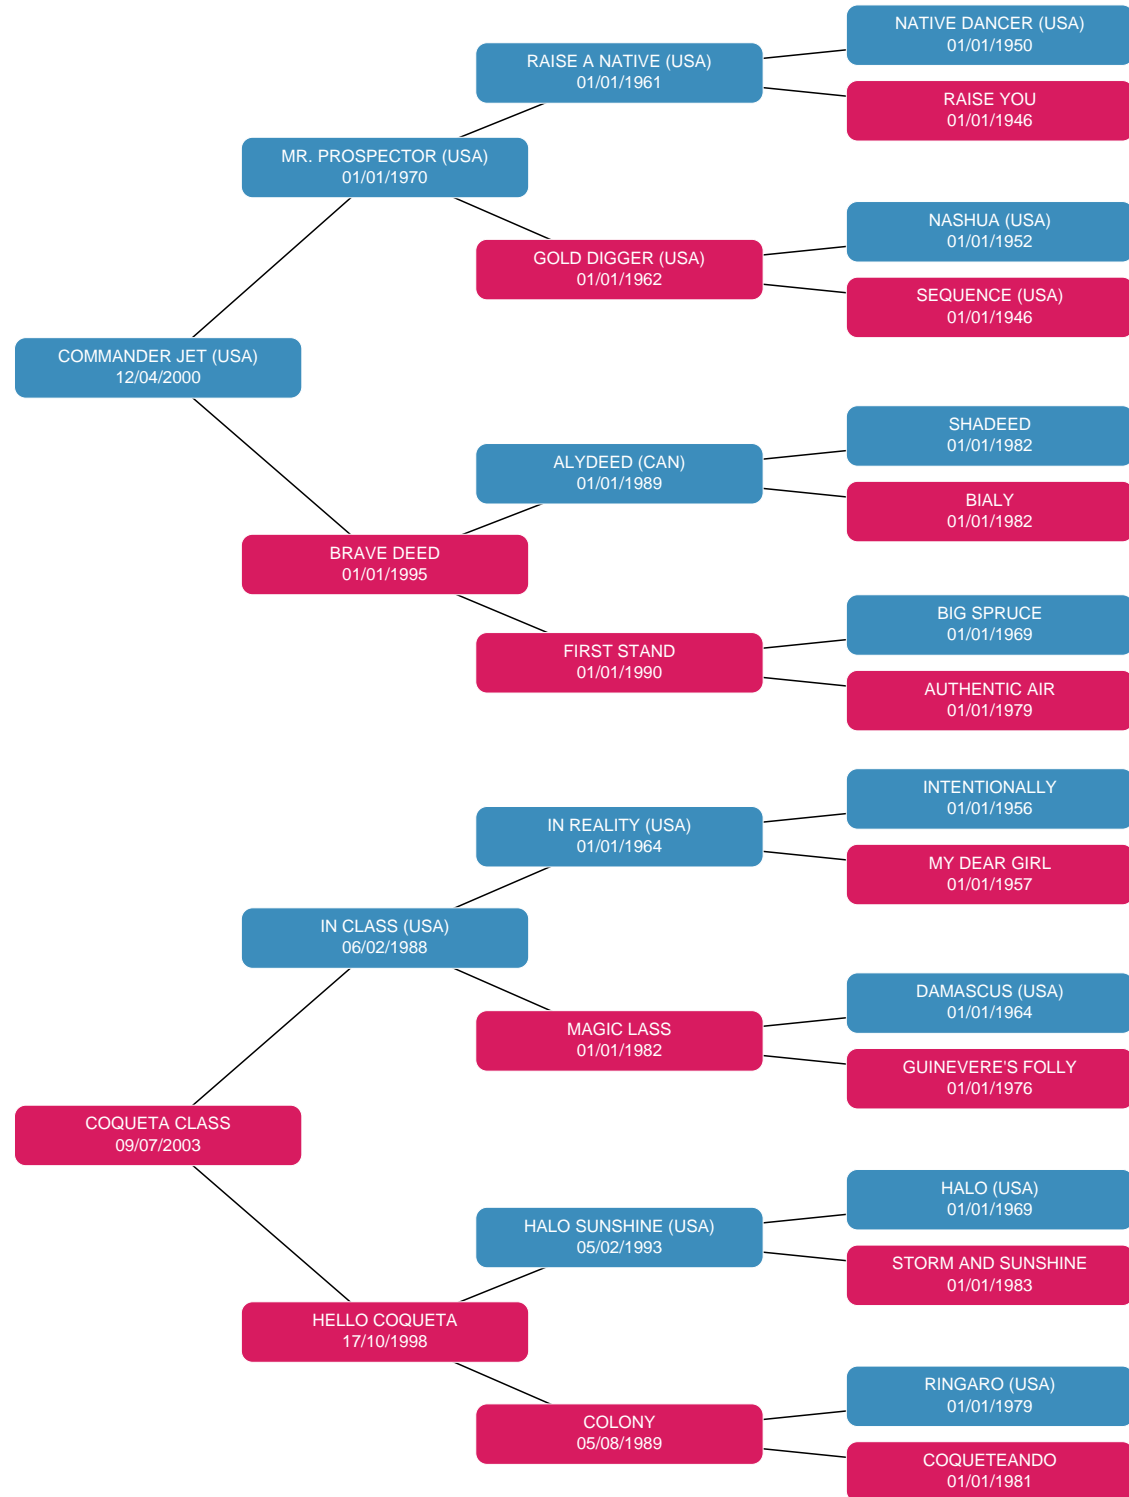 NATIVE DANCER (USA)
01/01/1950
RAISE A NATIVE (USA)
01/01/1961
RAISE YOU
01/01/1946
MR. PROSPECTOR (USA)
01/01/1970
NASHUA (USA)
01/01/1952
GOLD DIGGER (USA)
01/01/1962
SEQUENCE (USA)
01/01/1946
COMMANDER JET (USA)
12/04/2000
SHADEED
01/01/1982
ALYDEED (CAN)
01/01/1989
BIALY
01/01/1982
BRAVE DEED
01/01/1995
BIG SPRUCE
01/01/1969
FIRST STAND
01/01/1990
AUTHENTIC AIR
01/01/1979
INTENTIONALLY
01/01/1956
IN REALITY (USA)
01/01/1964
MY DEAR GIRL
01/01/1957
IN CLASS (USA)
06/02/1988
DAMASCUS (USA)
01/01/1964
MAGIC LASS
01/01/1982
GUINEVERE'S FOLLY
01/01/1976
COQUETA CLASS
09/07/2003
HALO (USA)
01/01/1969
HALO SUNSHINE (USA)
05/02/1993
STORM AND SUNSHINE
01/01/1983
HELLO COQUETA
17/10/1998
RINGARO (USA)
01/01/1979
COLONY
05/08/1989
COQUETEANDO
01/01/1981